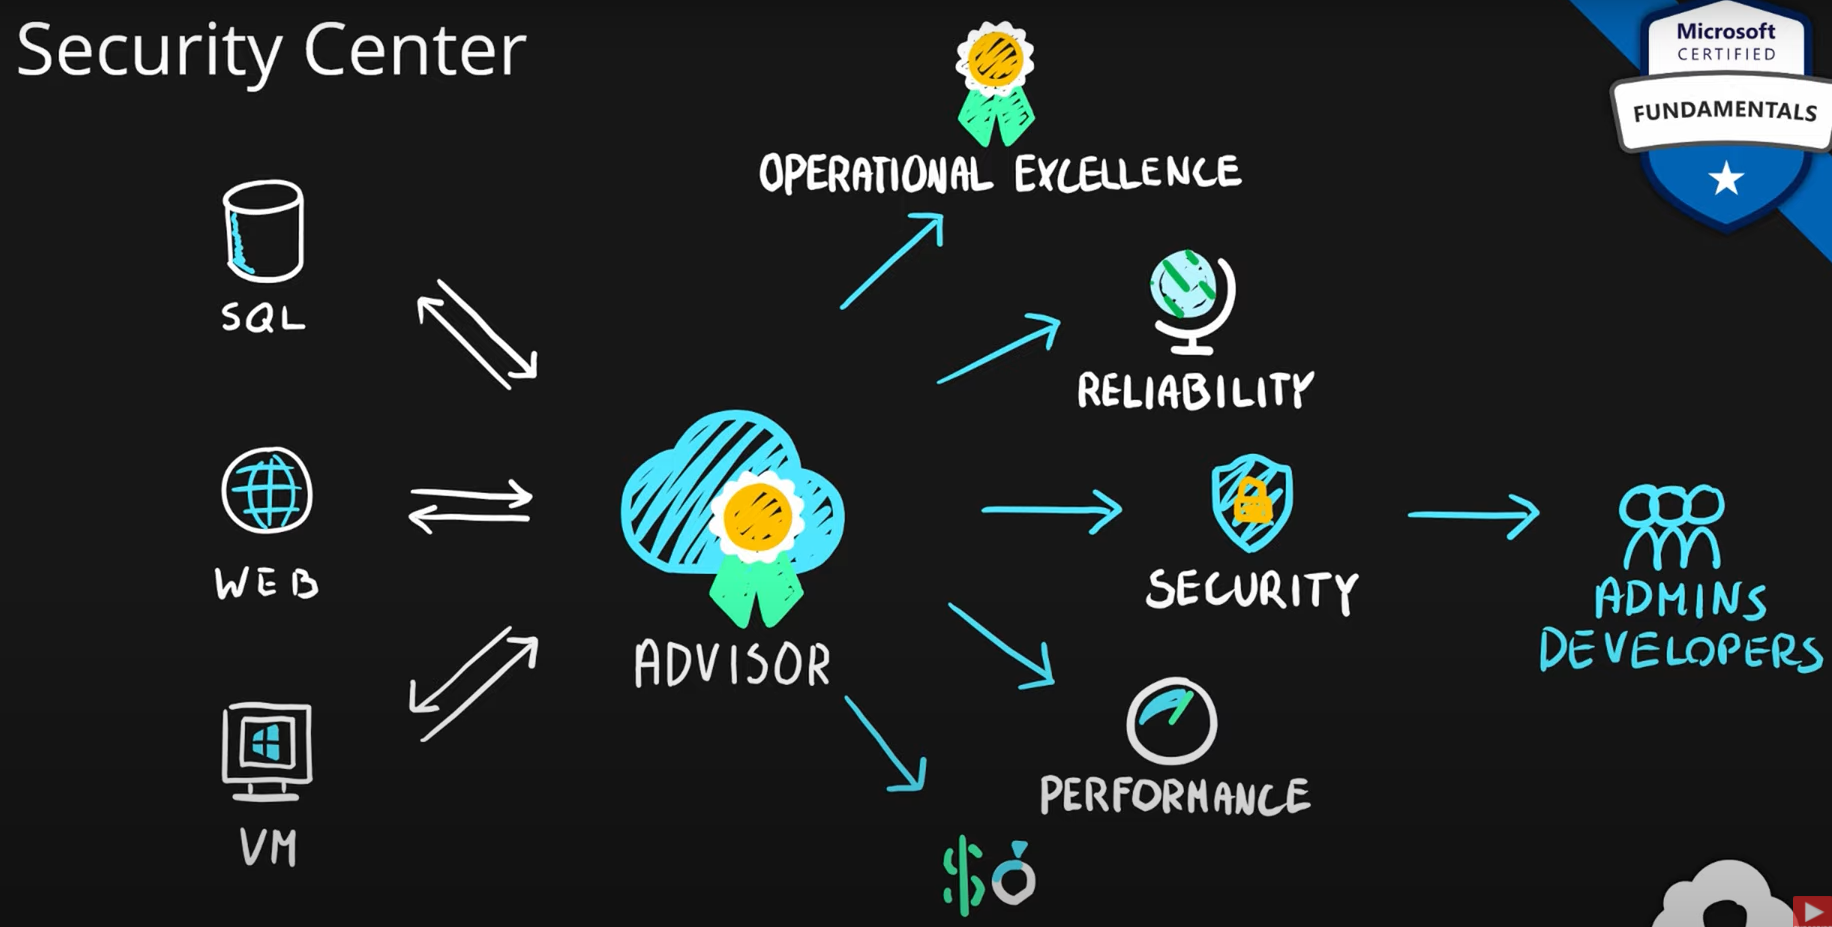 Security Center
Microsoft
CERTIFIED
FUNDAMENTALS
OPERATIONAL EXCELLENCE
SQL
RELIABILITY
WEB
SECURITY
ADMINS
DEVELOPERS
ADVISOR
PERFORMANCE
VM
$